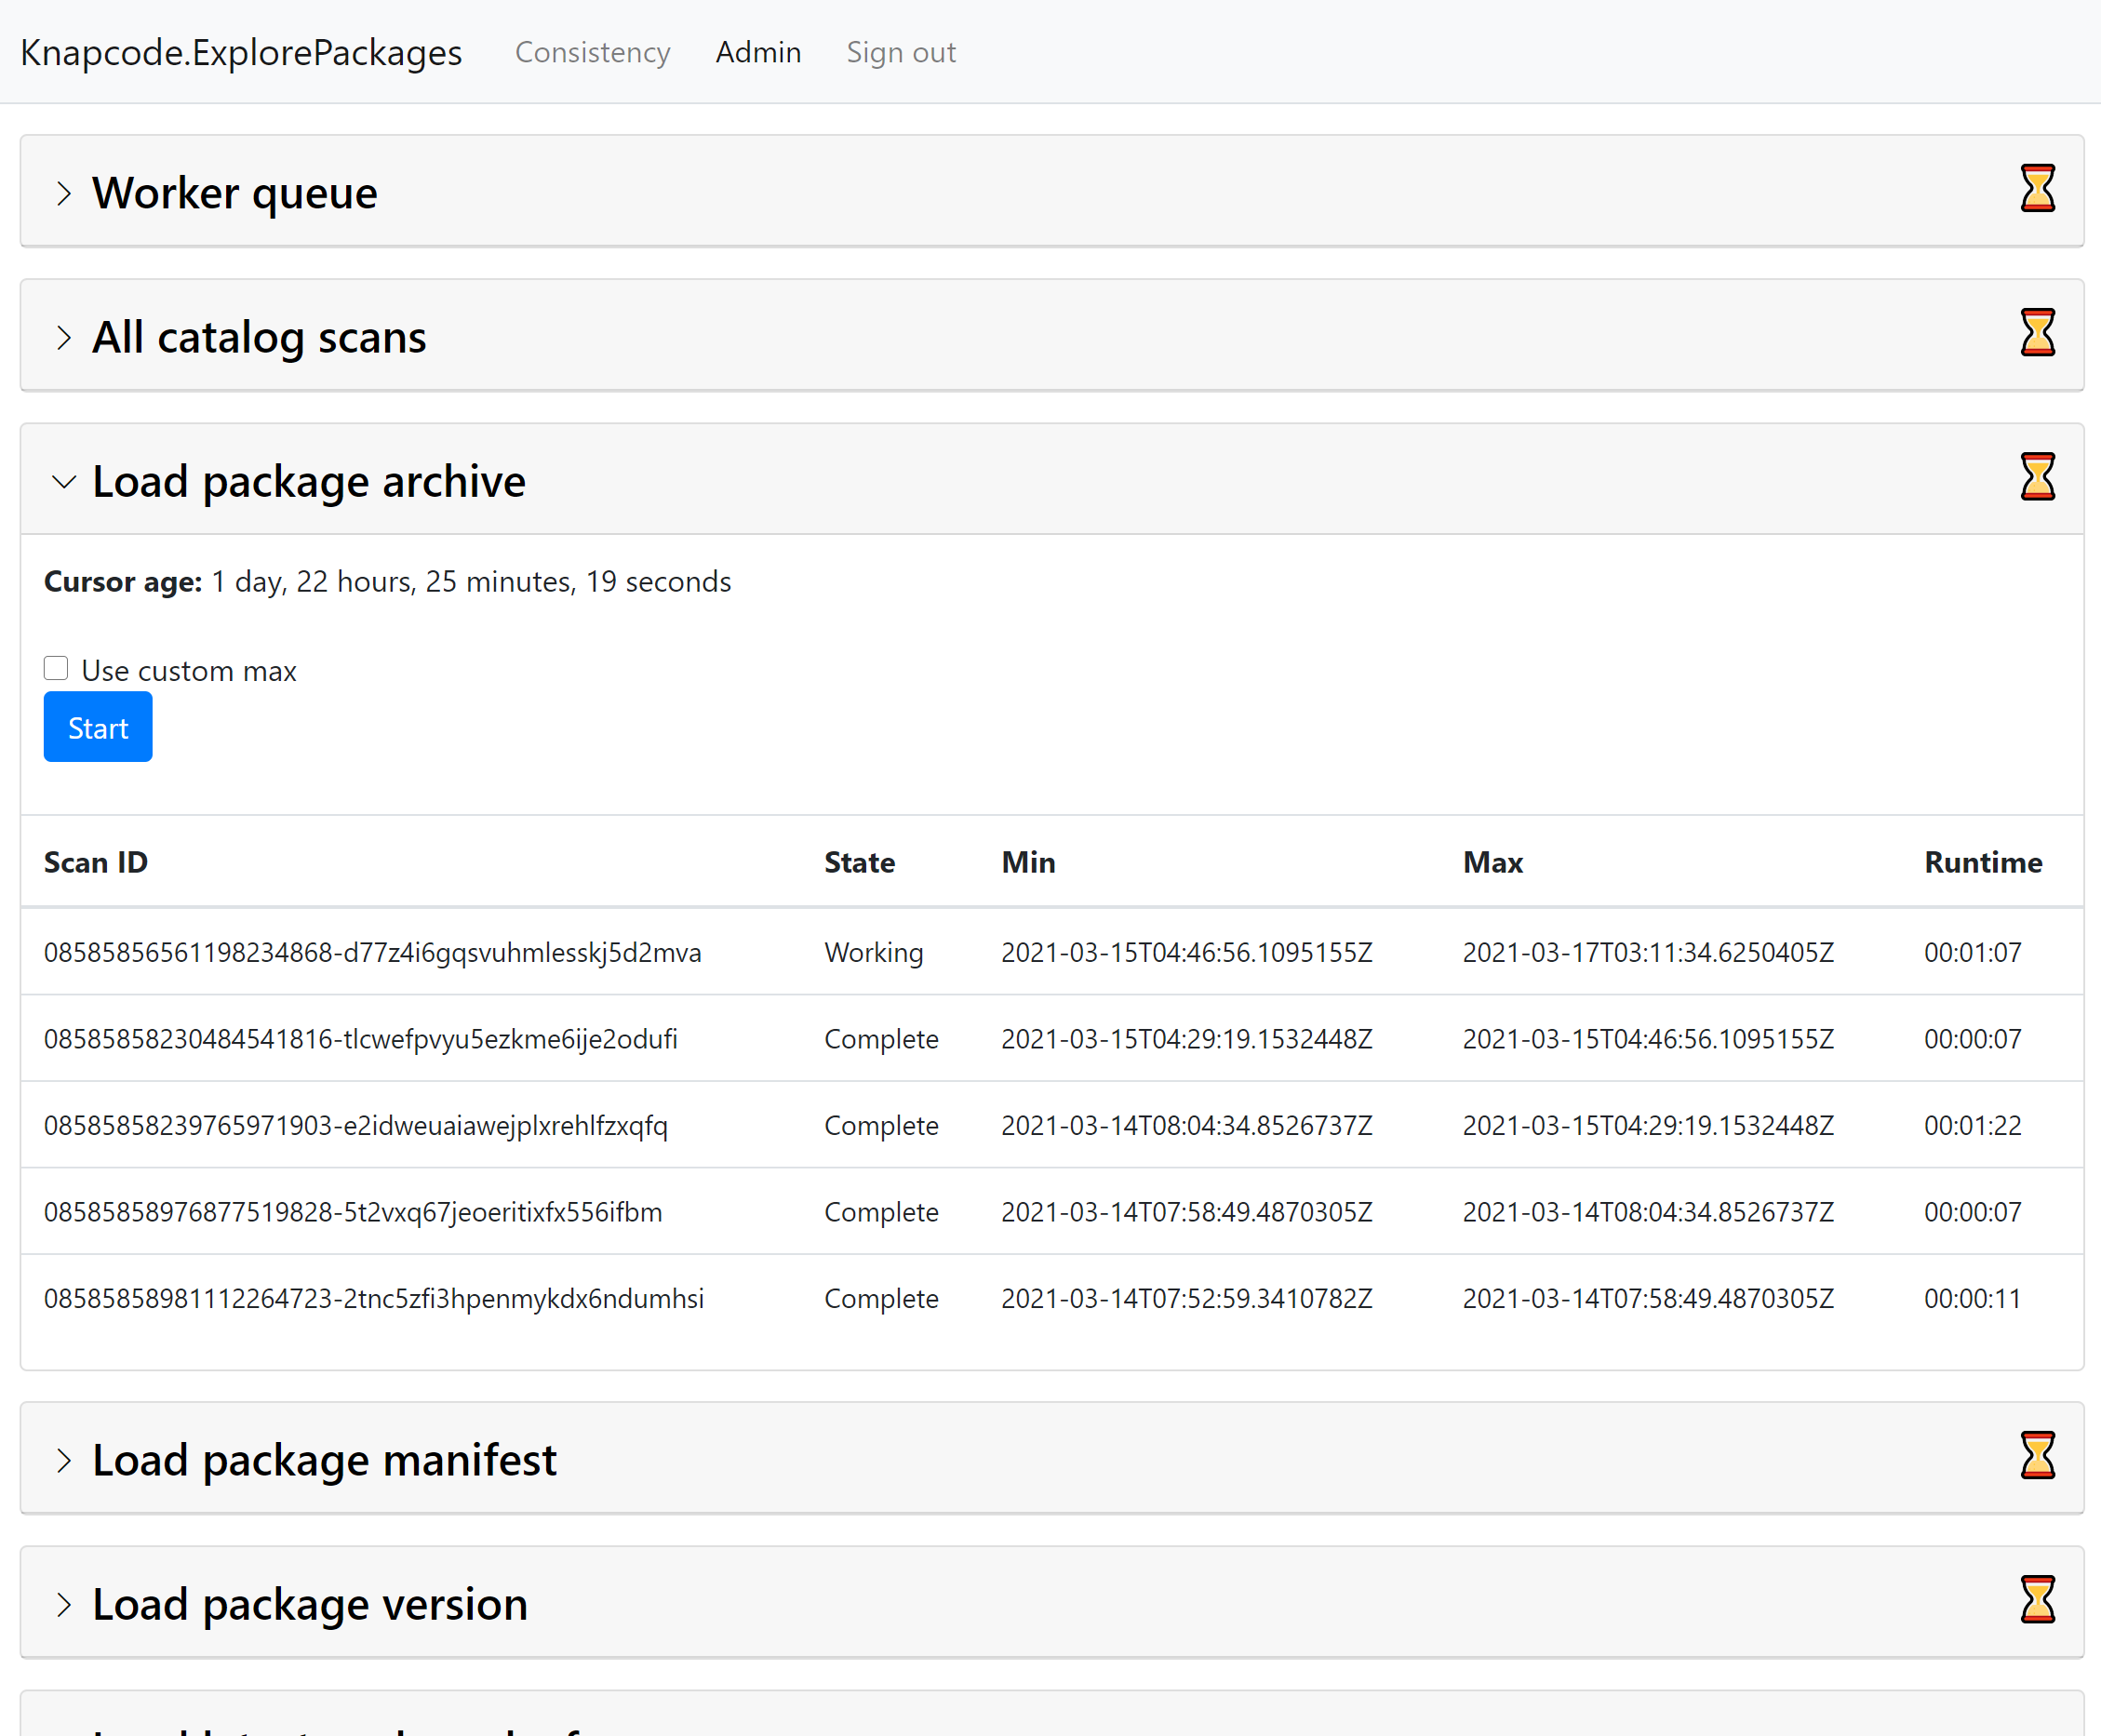 Knapcode.ExplorePackages Consistency Admin Sign out
Worker queue
All catalog scans
Load package archive
Cursor age: 1 day, 22 hours, 25 minutes, 19 seconds
Use custom max
Start
Scan ID State Min Max Runtime
08585856561198234868-d77z4i6gqsvuhmlesskj5d2mva Working 2021-03-15T04:46:56.1095155Z 2021-03-17T03:11:34.6250405Z 00:01:07
08585858230484541816-tlcwefpvyu5ezkme6ije2odufi Complete 2021-03-15T04:29:19.1532448Z 2021-03-15T04:46:56.1095155Z 00:00:07
08585858239765971903-e2idweuaiawejplxrehlfzxqfq Complete 2021-03-14T08:04:34.8526737Z 2021-03-15T04:29:19.1532448Z 00:01:22
08585858976877519828-5t2vxq67jeoeritixfx556ifbm Complete 2021-03-14T07:58:49.4870305Z 2021-03-14T08:04:34.8526737Z 00:00:07
08585858981112264723-2tnc5zfi3hpenmykdx6ndumhsi Complete 2021-03-14T07:52:59.3410782Z 2021-03-14T07:58:49.4870305Z 00:00:11
Load package manifest
Load package version